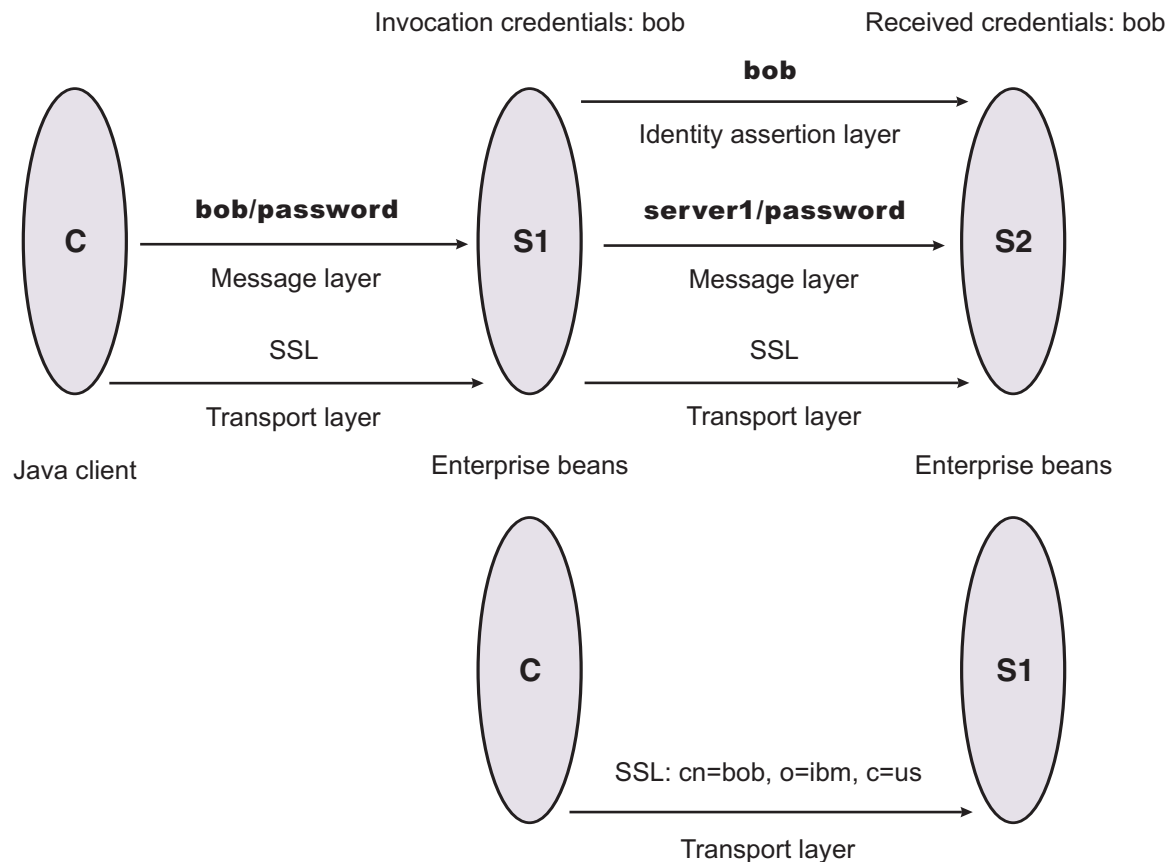 Invocation credentials: bob
Received credentials: bob
bob
Identity assertion layer
bob/password
server1/password
C
S1
S2
Message layer
Message layer
SSL
SSL
Transport layer
Transport layer
Java client
Enterprise beans
Enterprise beans
C
S1
SSL: cn=bob, o=ibm, c=us
Transport layer